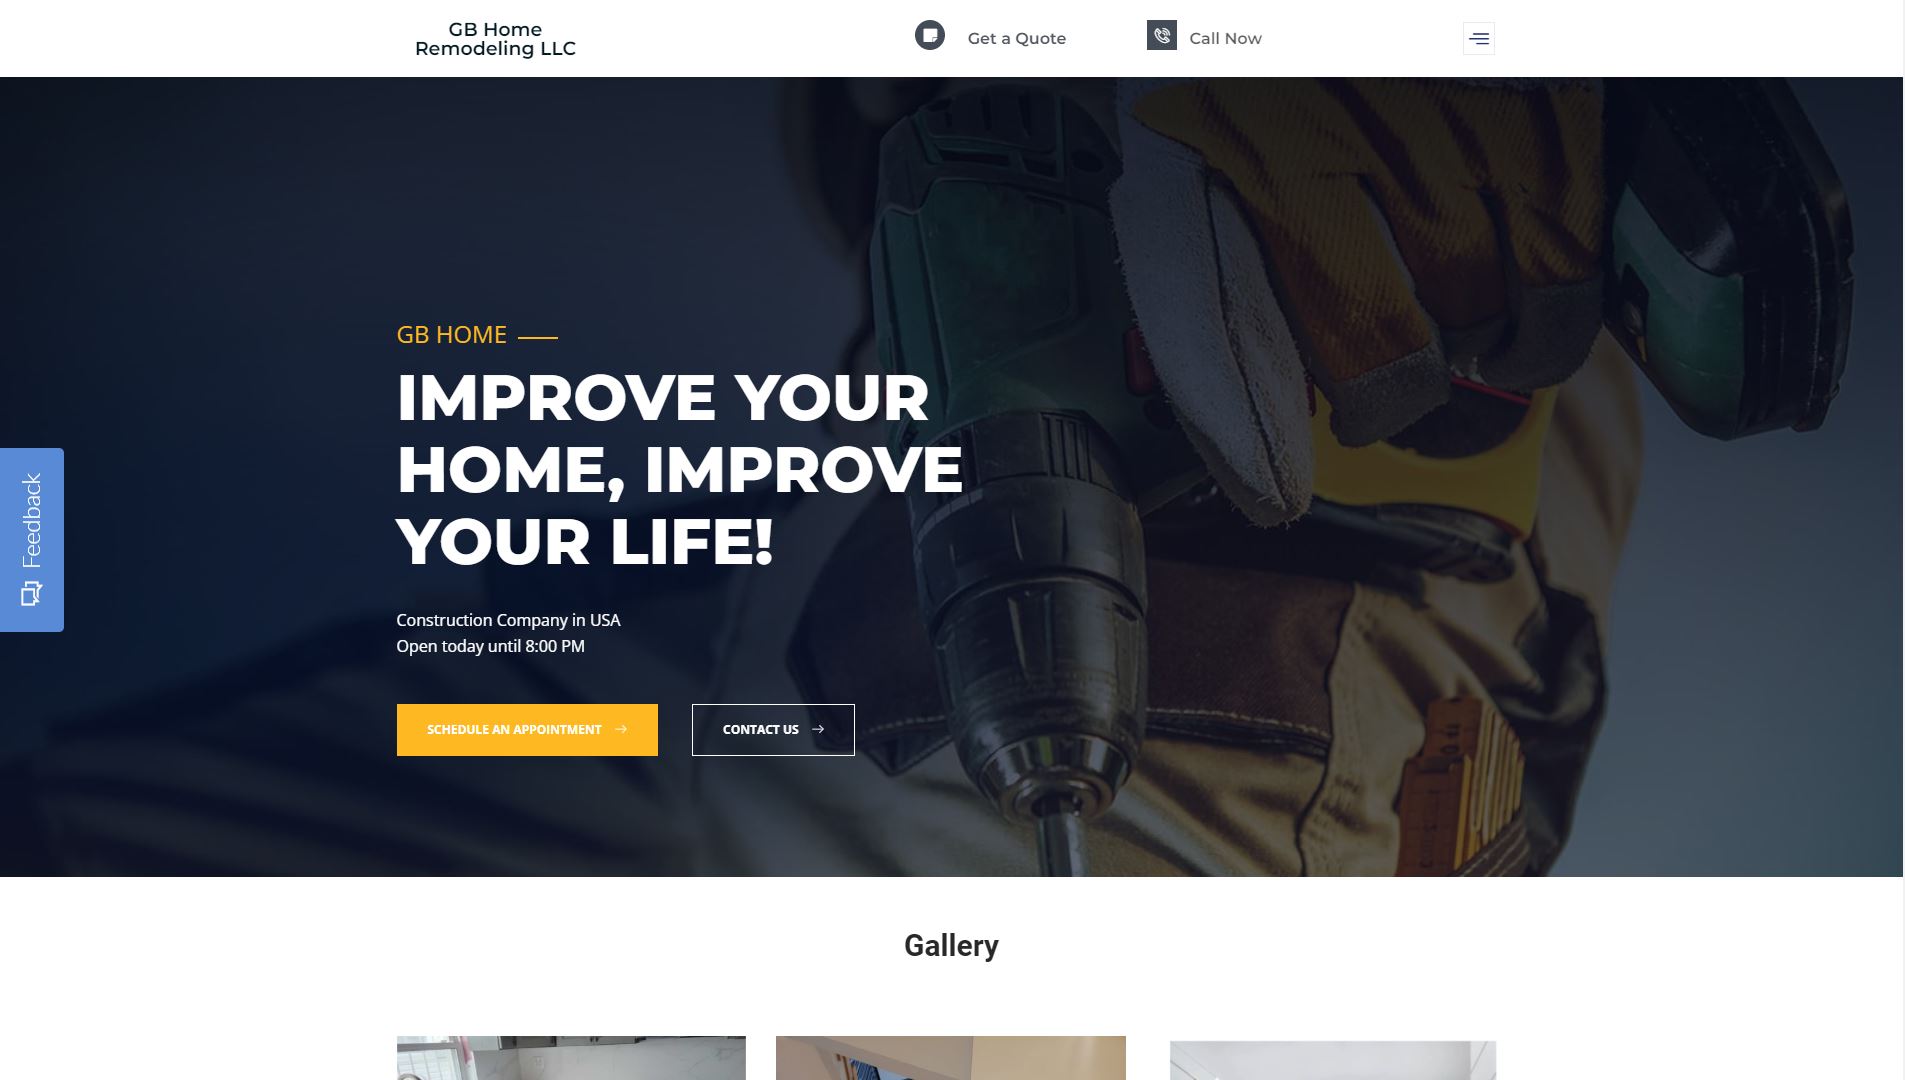 GB Home
Remodeling LLC
Get a Quote
Call Now
GB HOME
IMPROVE YOUR
HOME, IMPROVE
YOUR LIFE!
Construction Company in USA
Open today until 8:00 PM
SCHEDULE AN APPOINTMENT
CONTACT US
Feedback
Gallery